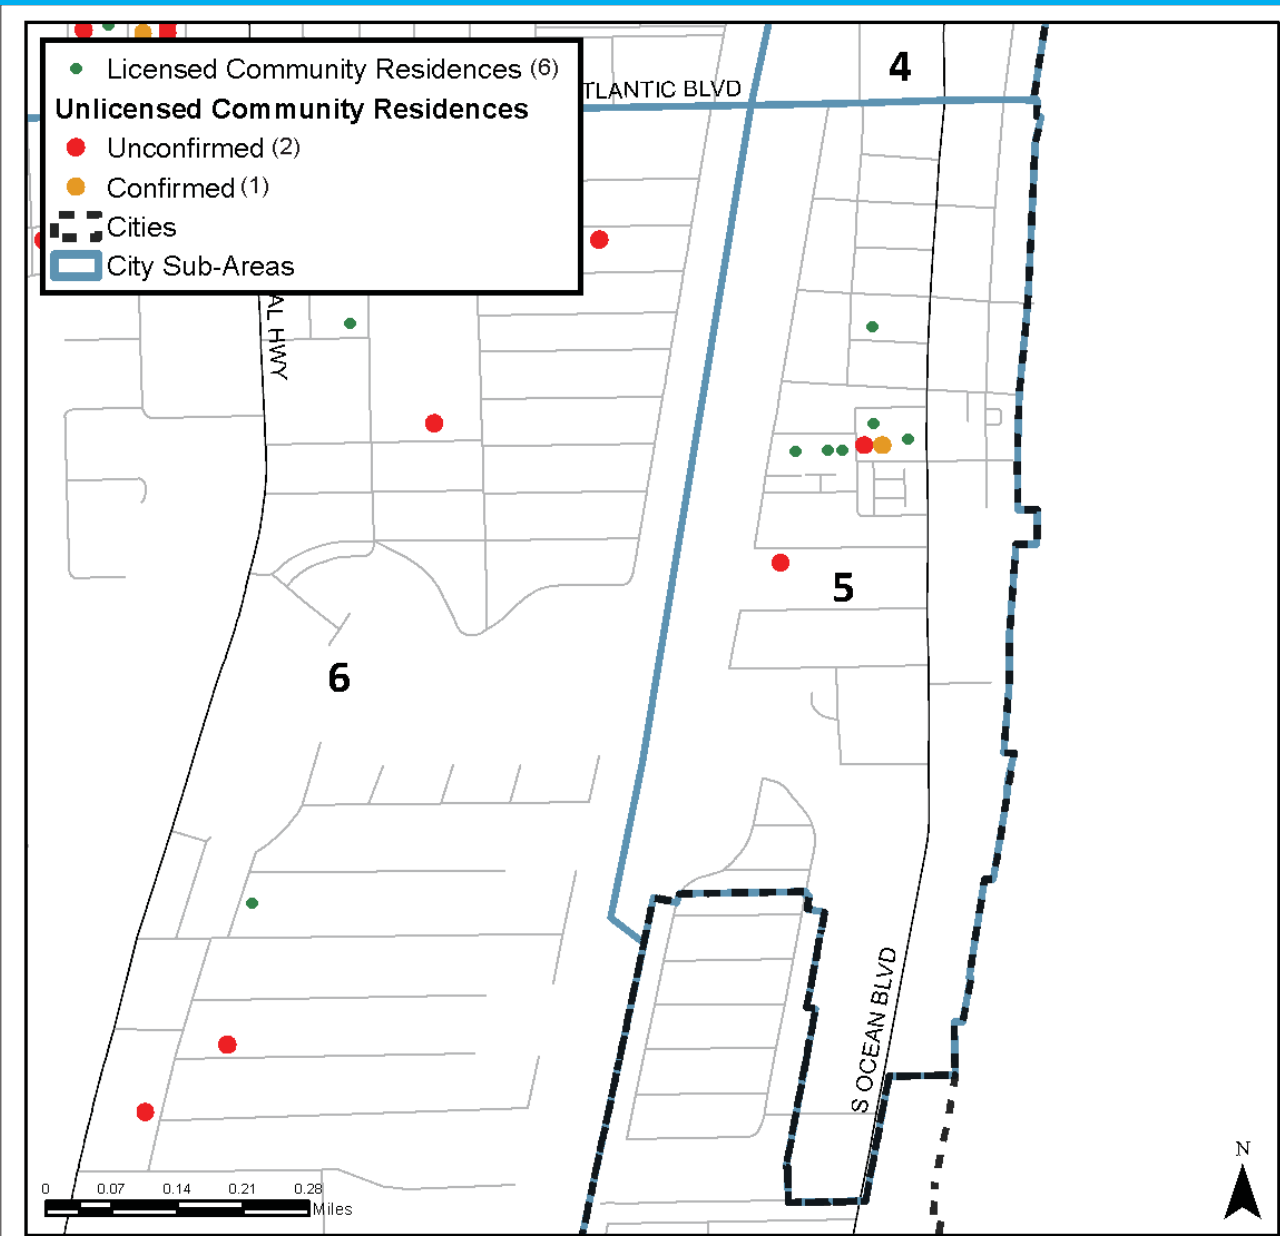 Licensed Community Residences (6)
Unlicensed Community Residences
Unconfirmed (2)
Confirmed (1)
Cities
City Sub-Areas
TLANTIC BLVD
4
AL HWY
5
6
S OCEAN BLVD
N
0 0.07 0.14 0.21 0.28
Miles